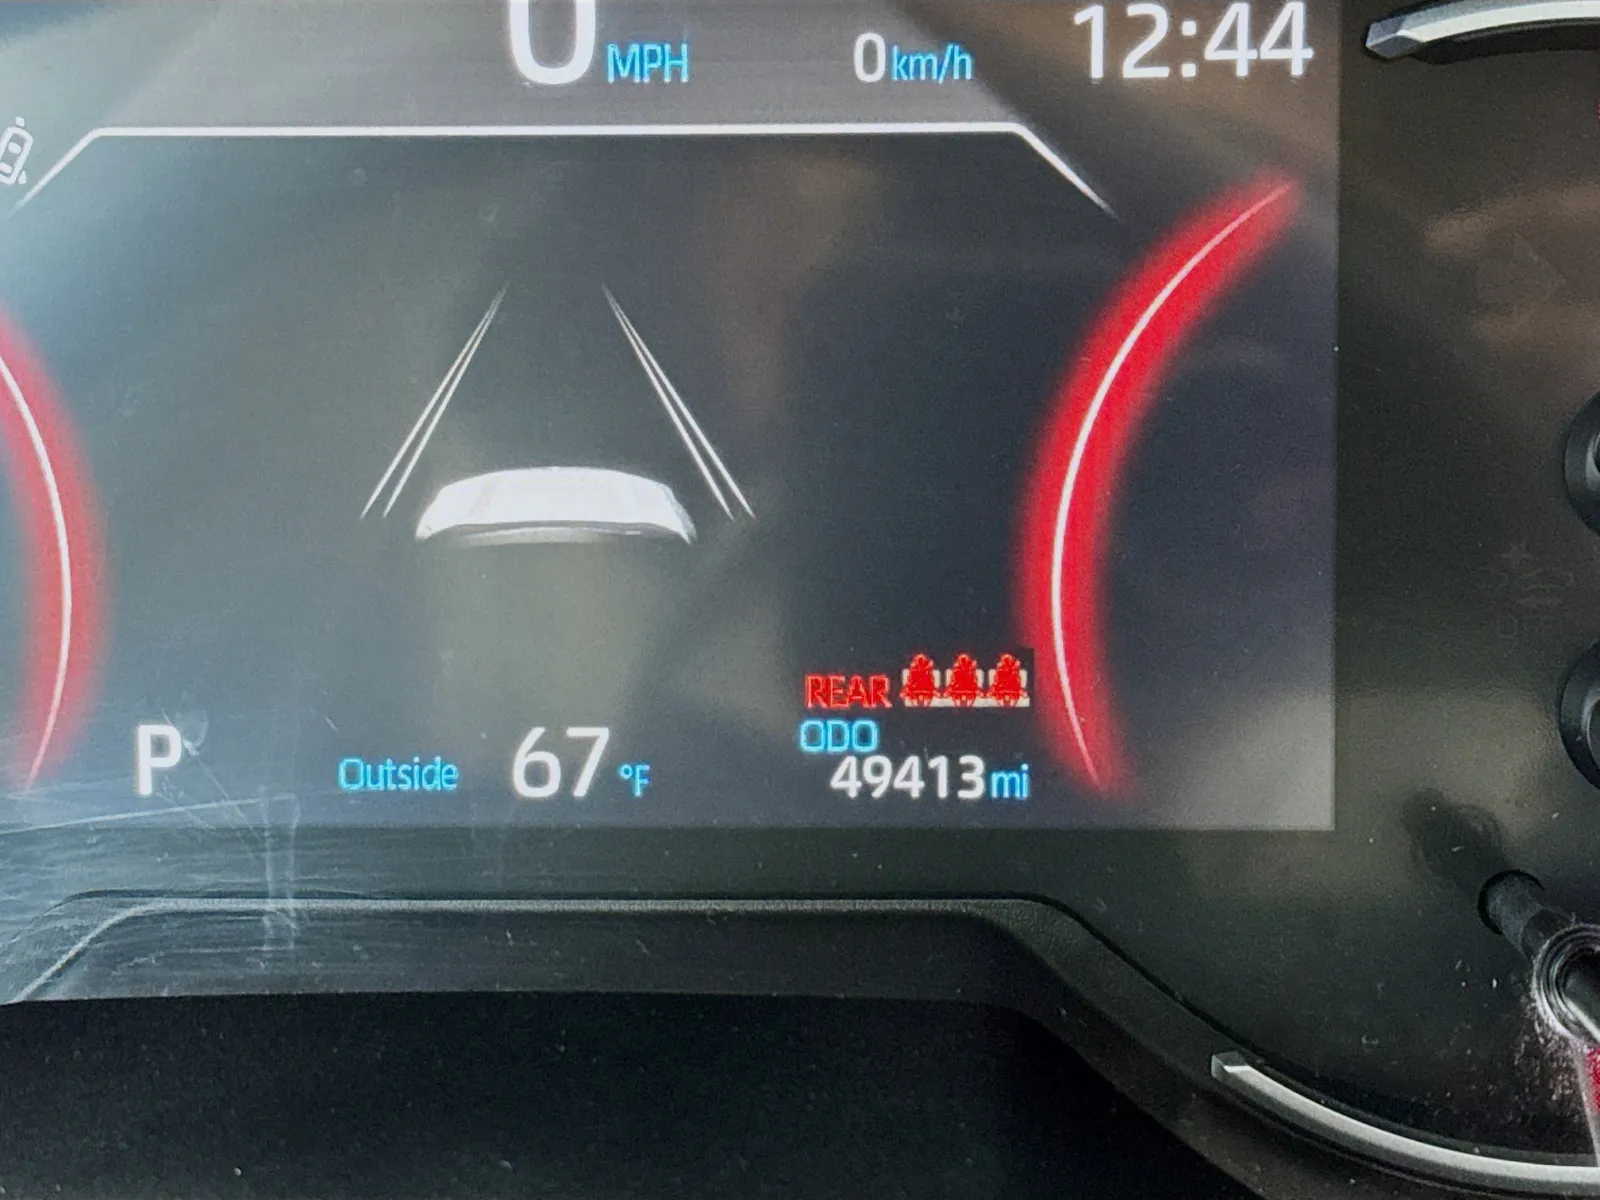 0 MPH 0 km/h 12:44
REAR
ODO
P Outside 67 °F 49413 mi